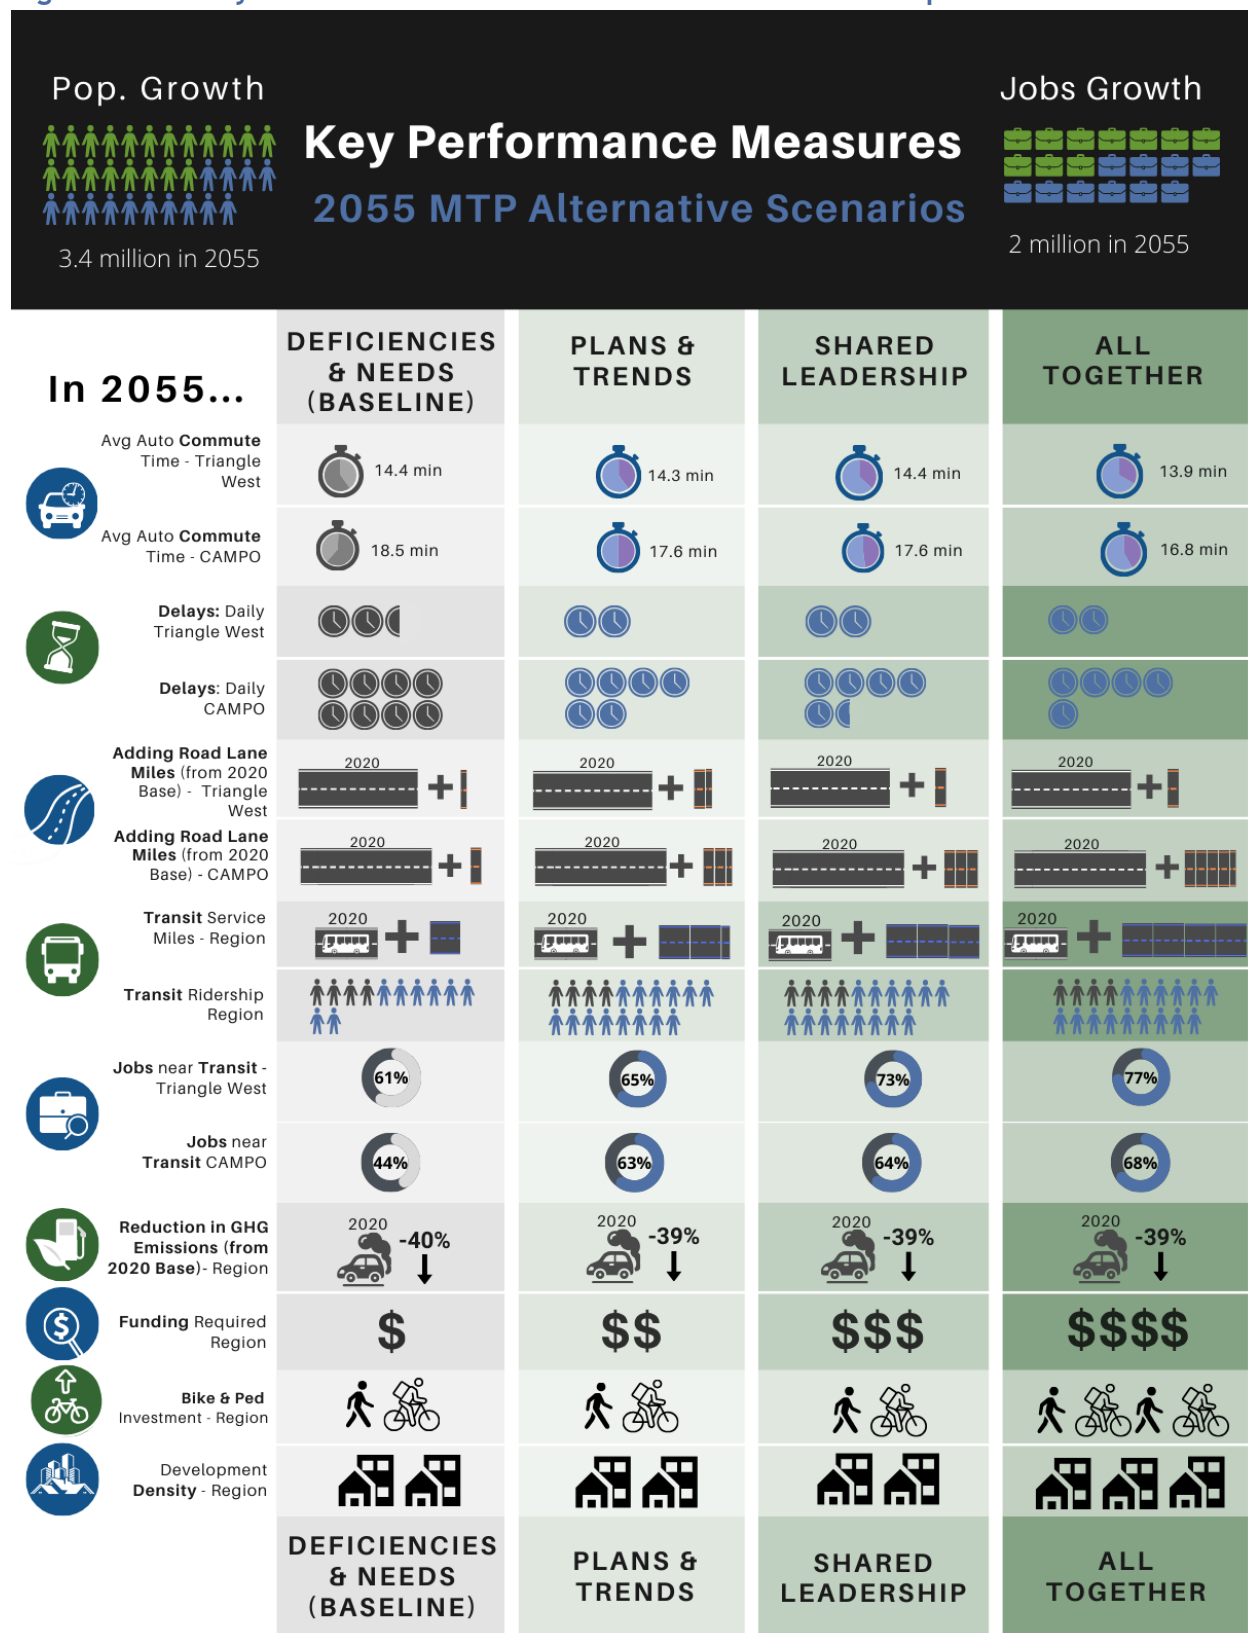 Pop. Growth
3.4 million in 2055
Key Performance Measures
2055 MTP Alternative Scenarios
Jobs Growth
2 million in 2055
In 2055...
DEFICIENCIES
& NEEDS
(BASELINE)
PLANS &
TRENDS
SHARED
LEADERSHIP
ALL
TOGETHER
Avg Auto Commute
Time - Triangle
West
14.4 min
14.3 min
14.4 min
13.9 min
Avg Auto Commute
Time - CAMPO
18.5 min
17.6 min
17.6 min
16.8 min
Delays: Daily
Triangle West
Delays: Daily
CAMPO
Adding Road Lane
Miles (from 2020
Base) - Triangle
West
2020
2020
2020
2020
Adding Road Lane
Miles (from 2020
Base) - CAMPO
2020
2020
2020
2020
Transit Service
Miles - Region
2020
2020
2020
2020
Transit Ridership
Region
Jobs near Transit -
Triangle West
61%
65%
73%
77%
Jobs near
Transit CAMPO
44%
63%
64%
68%
Reduction in GHG
Emissions (from
2020 Base)- Region
2020
-40%
2020
-39%
2020
-39%
2020
-39%
Funding Required
Region
$
$$
$$$
$$$$
Bike & Ped
Investment - Region
Development
Density - Region
DEFICIENCIES
& NEEDS
(BASELINE)
PLANS &
TRENDS
SHARED
LEADERSHIP
ALL
TOGETHER